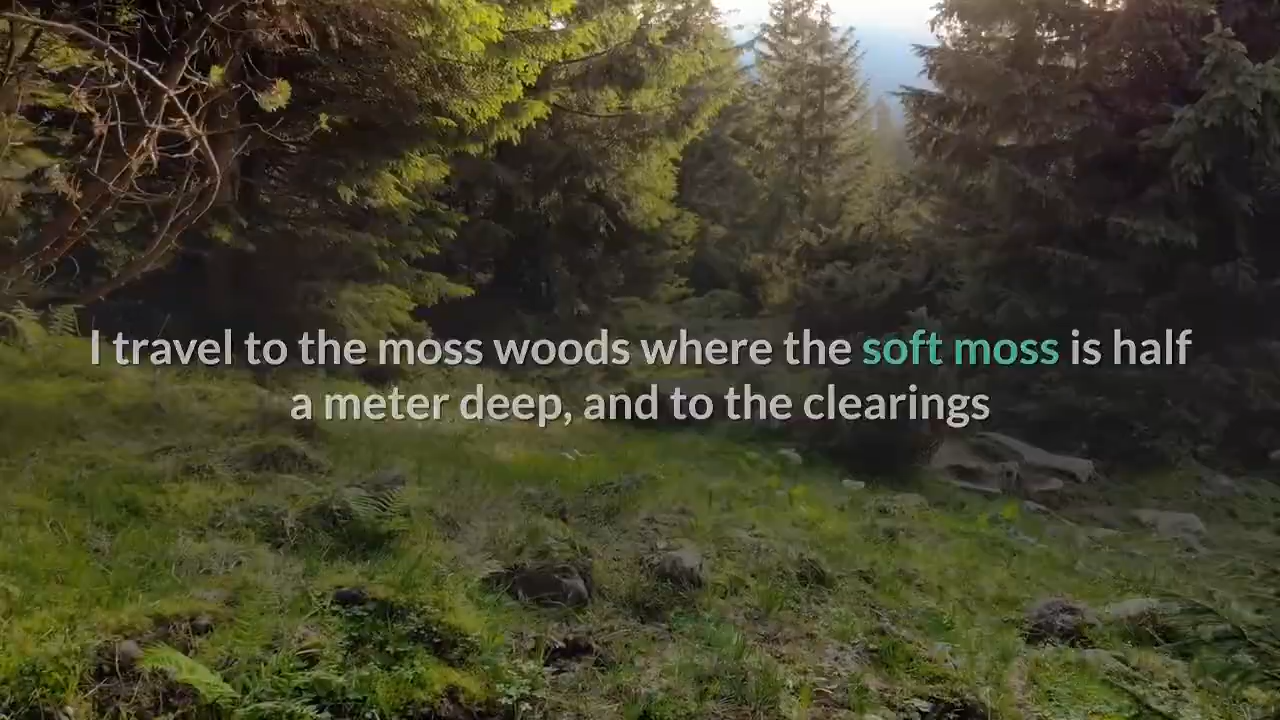 I travel to the moss woods where the soft moss is half
a meter deep, and to the clearings